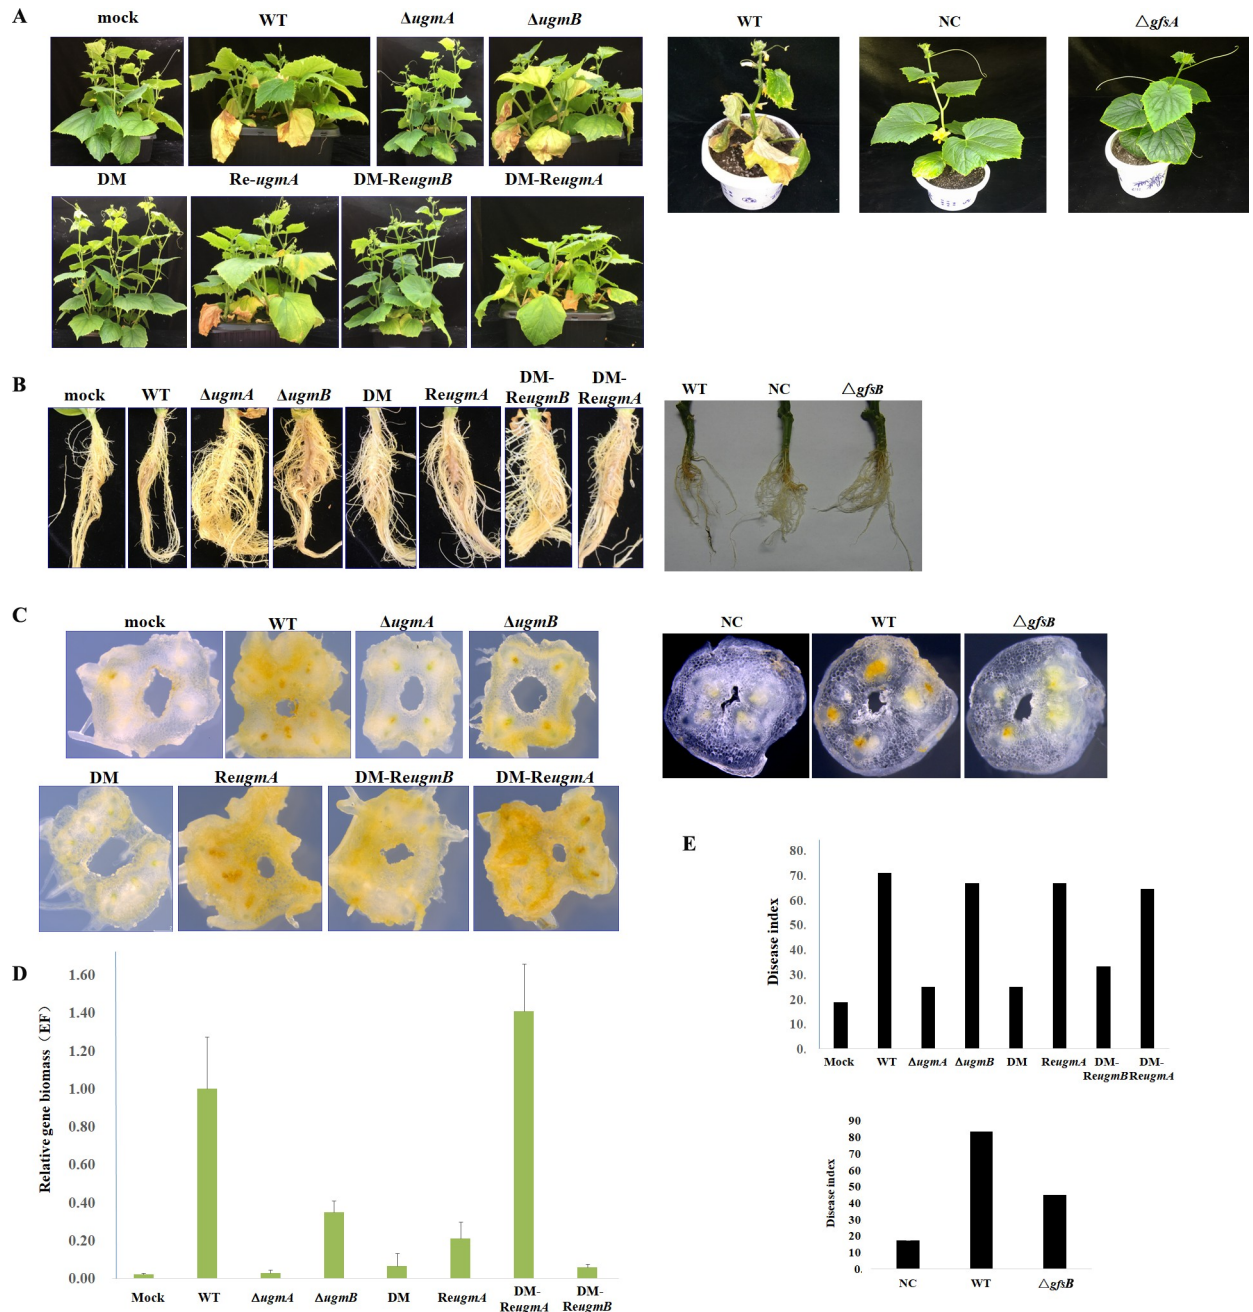 A
mock WT ΔugmA ΔugmB
WT NC △gfsA
DM Re-ugmA DM-ReugmB DM-ReugmA
B
mock WT ΔugmA ΔugmB DM ReugmA DM-ReugmB DM-ReugmA
WT NC △gfsB
C
mock WT ΔugmA ΔugmB
NC WT △gfsB
DM ReugmA DM-ReugmB DM-ReugmA
D
Relative gene biomass（EF）
1.60
1.40
1.20
1.00
0.80
0.60
0.40
0.20
0.00
Mock WT ΔugmA ΔugmB DM ReugmA DM-ReugmA DM-ReugmB
E
Disease index
80.
70.
60.
50.
40.
30.
20.
10.
0.
Mock WT ΔugmA ΔugmB DM ReugmA DM-ReugmB DM-ReugmA
Disease index
90
80
70
60
50
40
30
20
10
0.
NC WT △gfsB